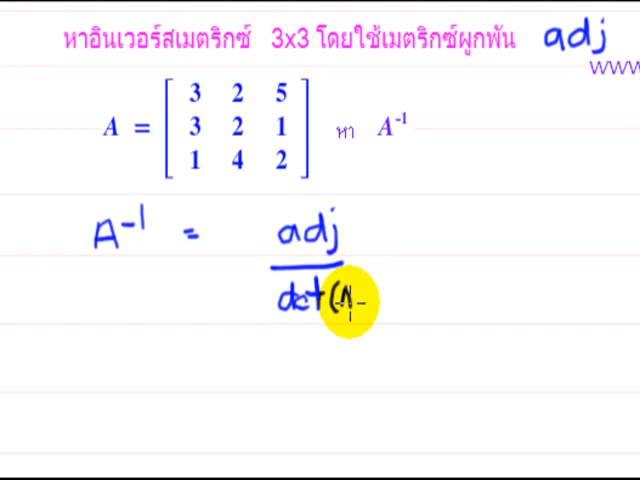 หาอินเวอร์สเมตริกซ์ 3x3 โดยใช้เมตริกซ์ผูกพัน adj
www
A = [ 3 2 5
3 2 1
1 4 2 ] หา A⁻¹
A⁻¹ = adj
det(